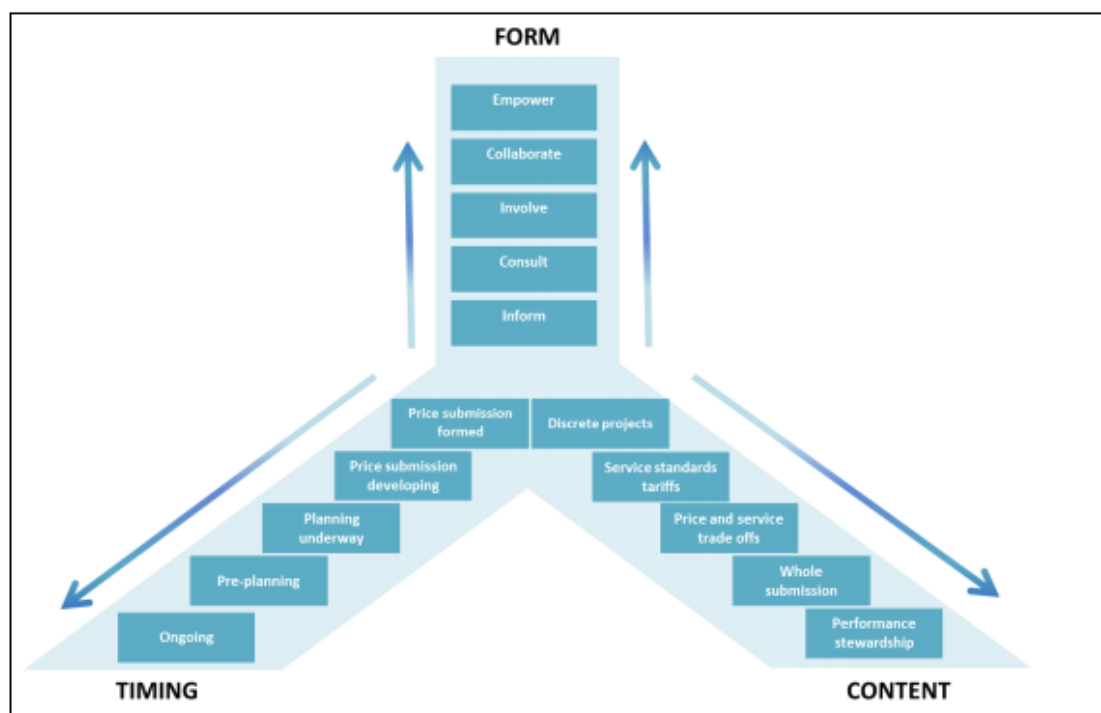 FORM
Empower
Collaborate
Involve
Consult
Inform
Price submission
formed
Discrete projects
Price submission
developing
Service standards
tariffs
Planning
underway
Price and service
trade offs
Pre-planning
Whole
submission
Ongoing
Performance
stewardship
TIMING
CONTENT